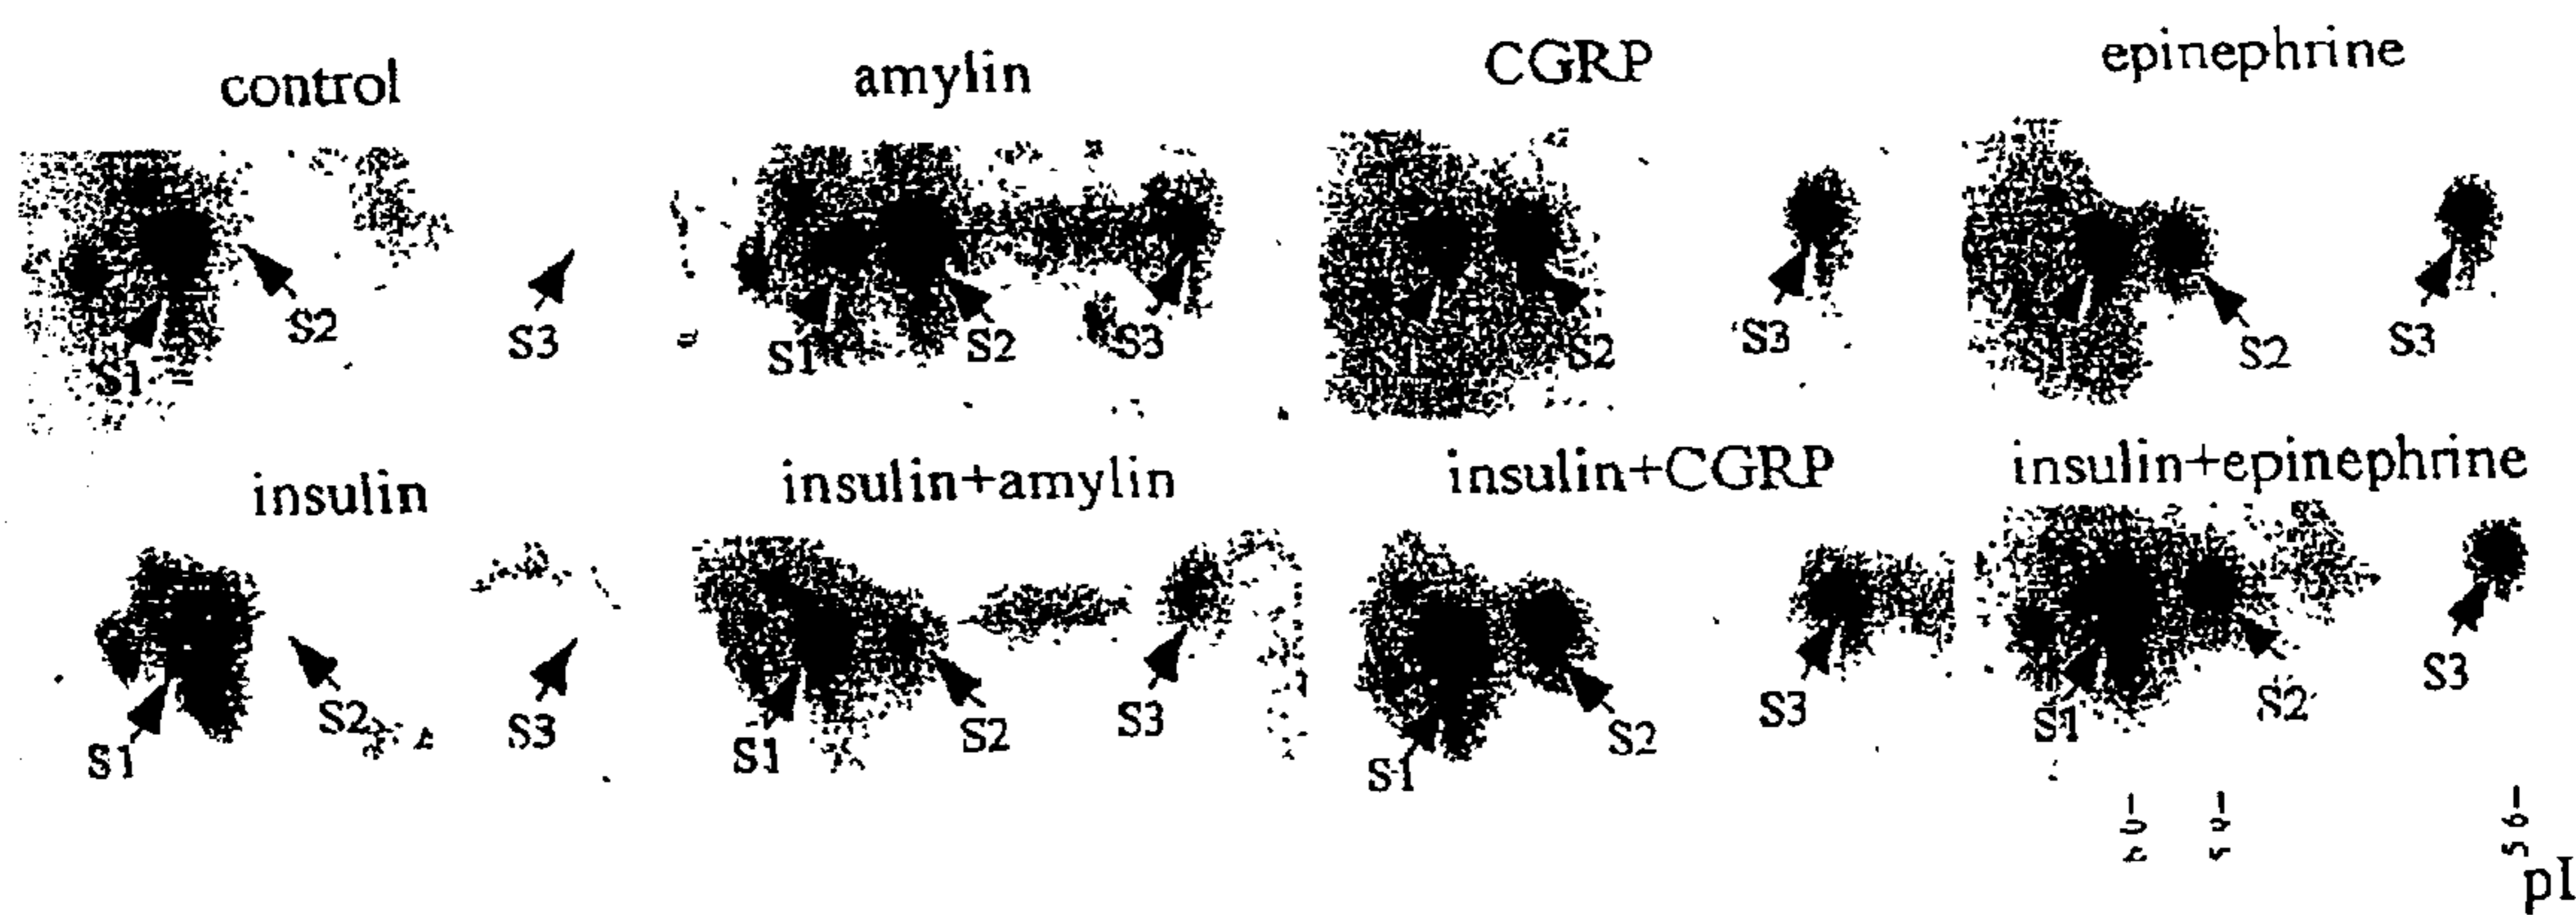 control
amylin
CGRP
epinephrine
S1
S2
S3
S1
S2
S3
S2
S3
S2
S3
insulin
insulin+amylin
insulin+CGRP
insulin+epinephrine
S1
S2
S3
S1
S2
S3
S1
S2
S3
S1
S2
S3
pI